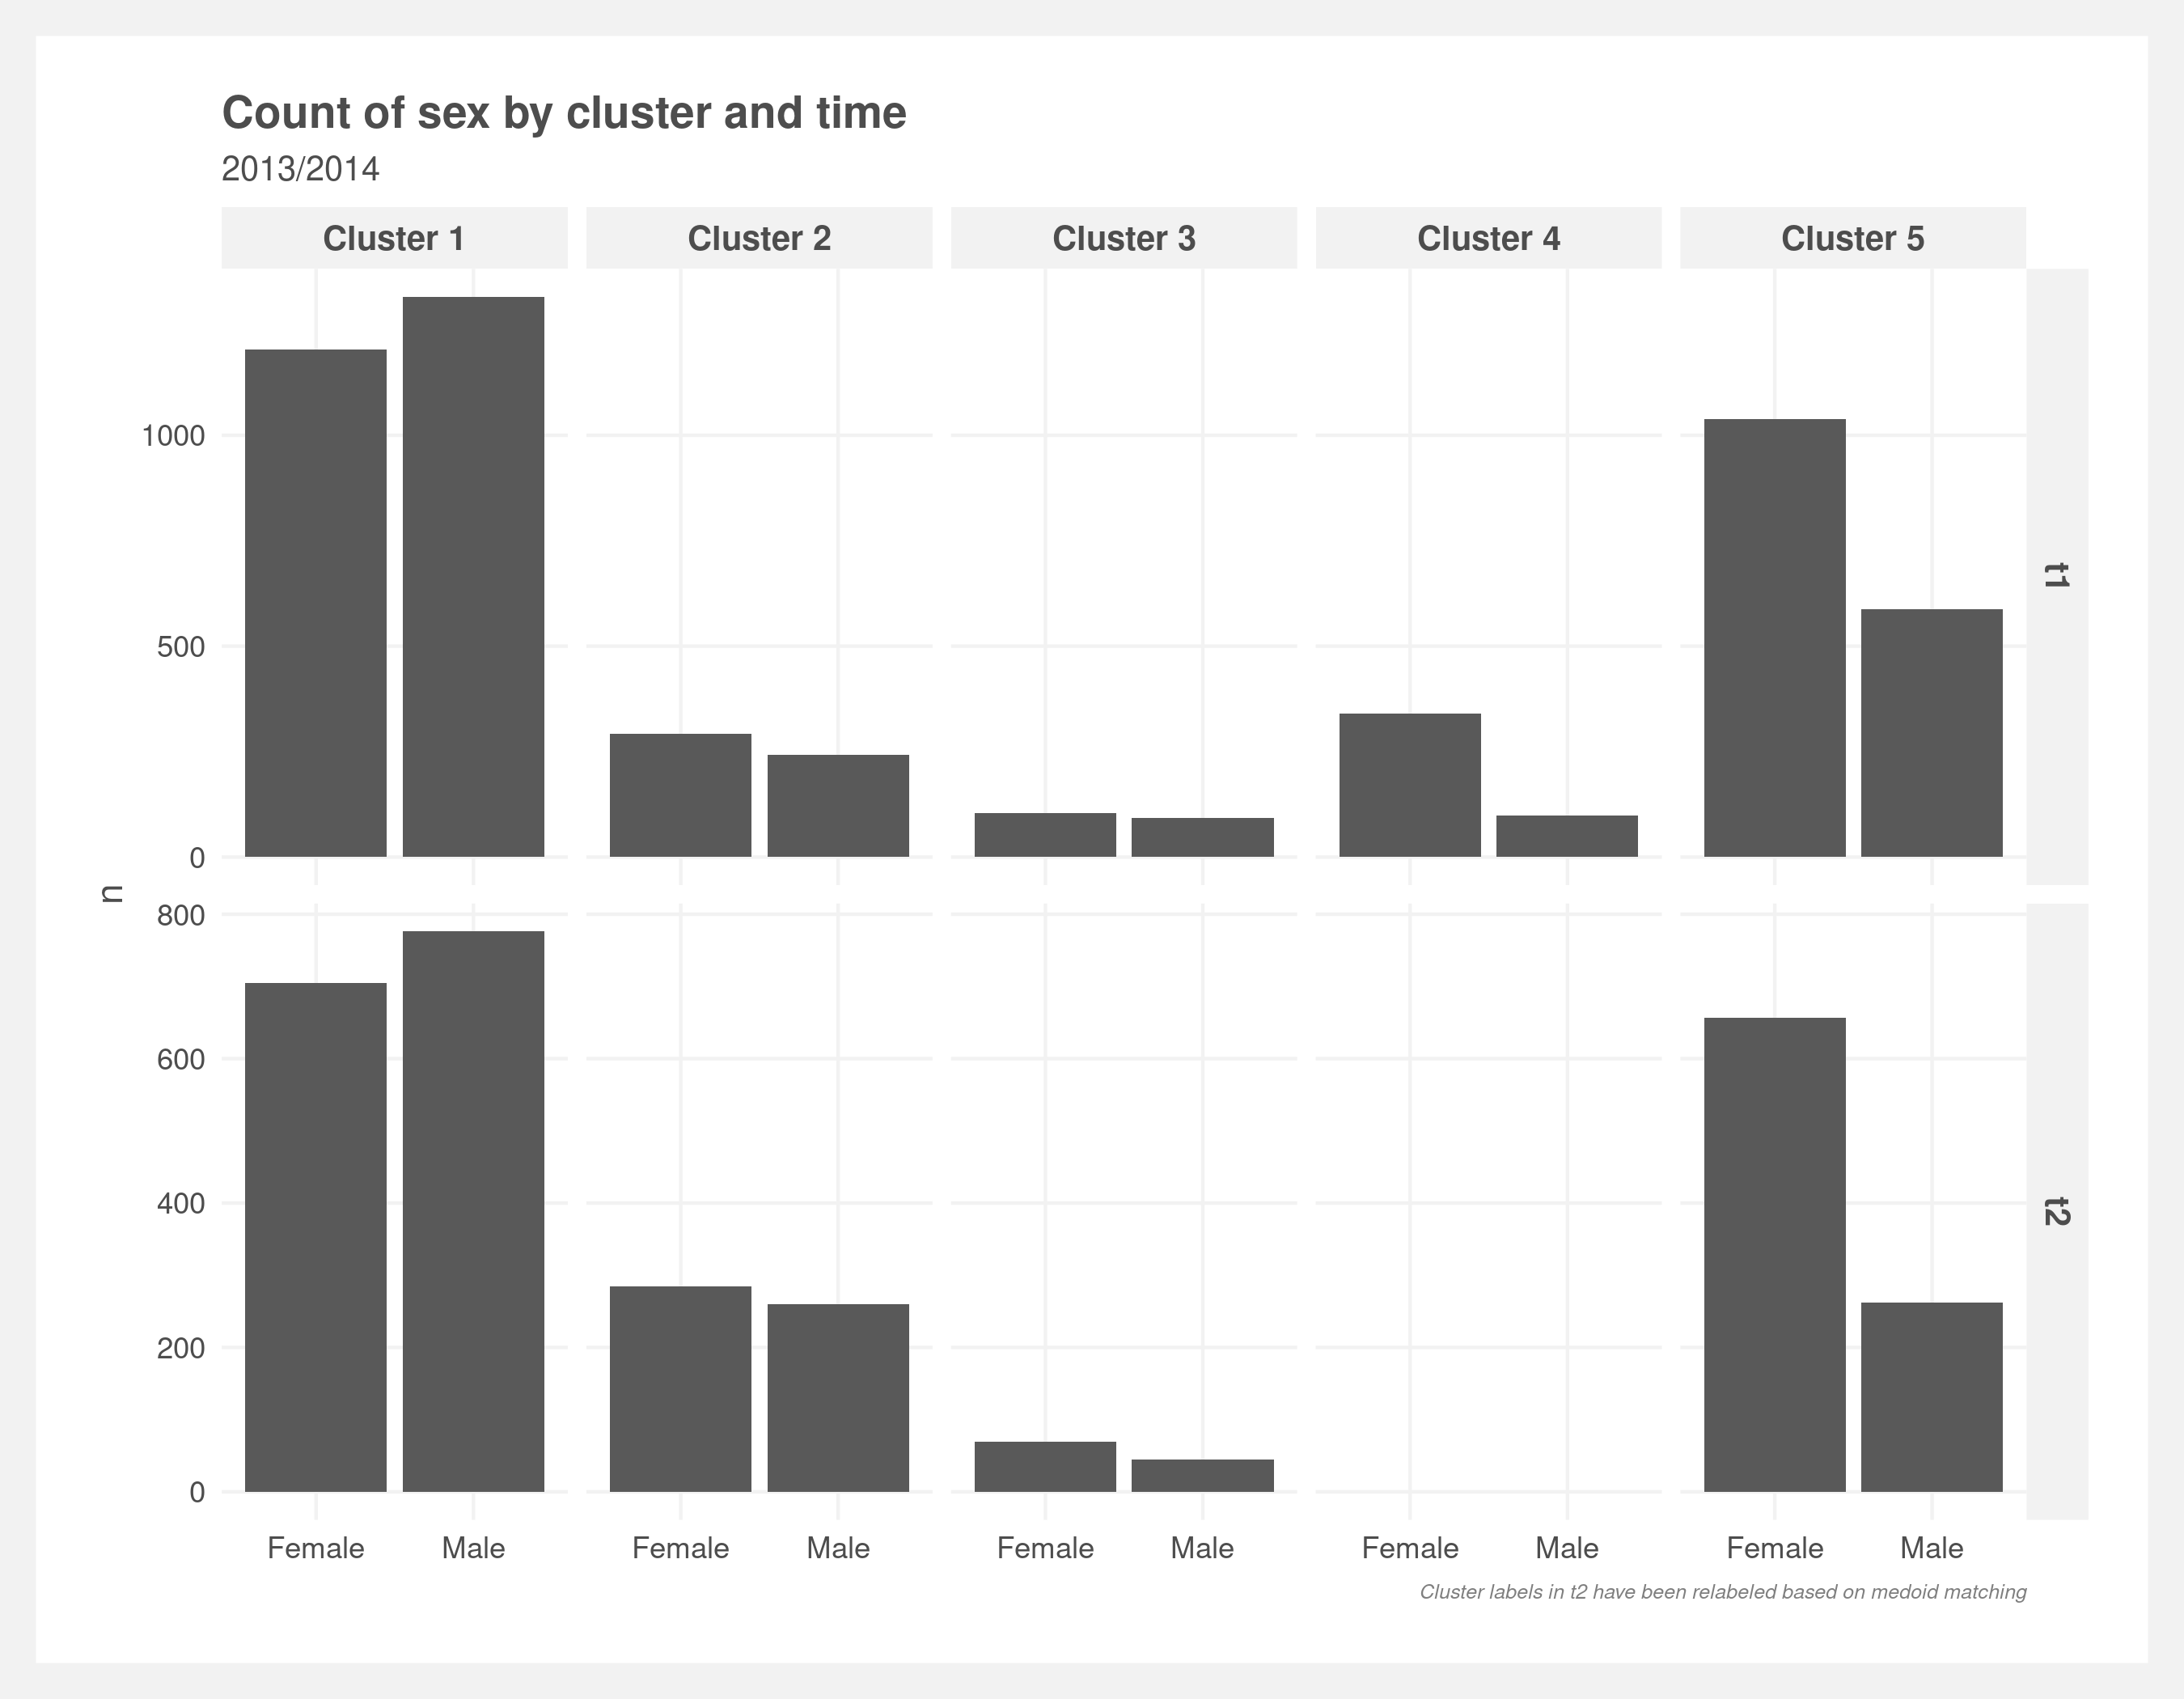 Count of sex by cluster and time
2013/2014
Cluster 1 Cluster 2 Cluster 3 Cluster 4 Cluster 5
1000
500
0
t1
n
800
600
400
200
0
t2
Female Male Female Male Female Male Female Male Female Male
Cluster labels in t2 have been relabeled based on medoid matching